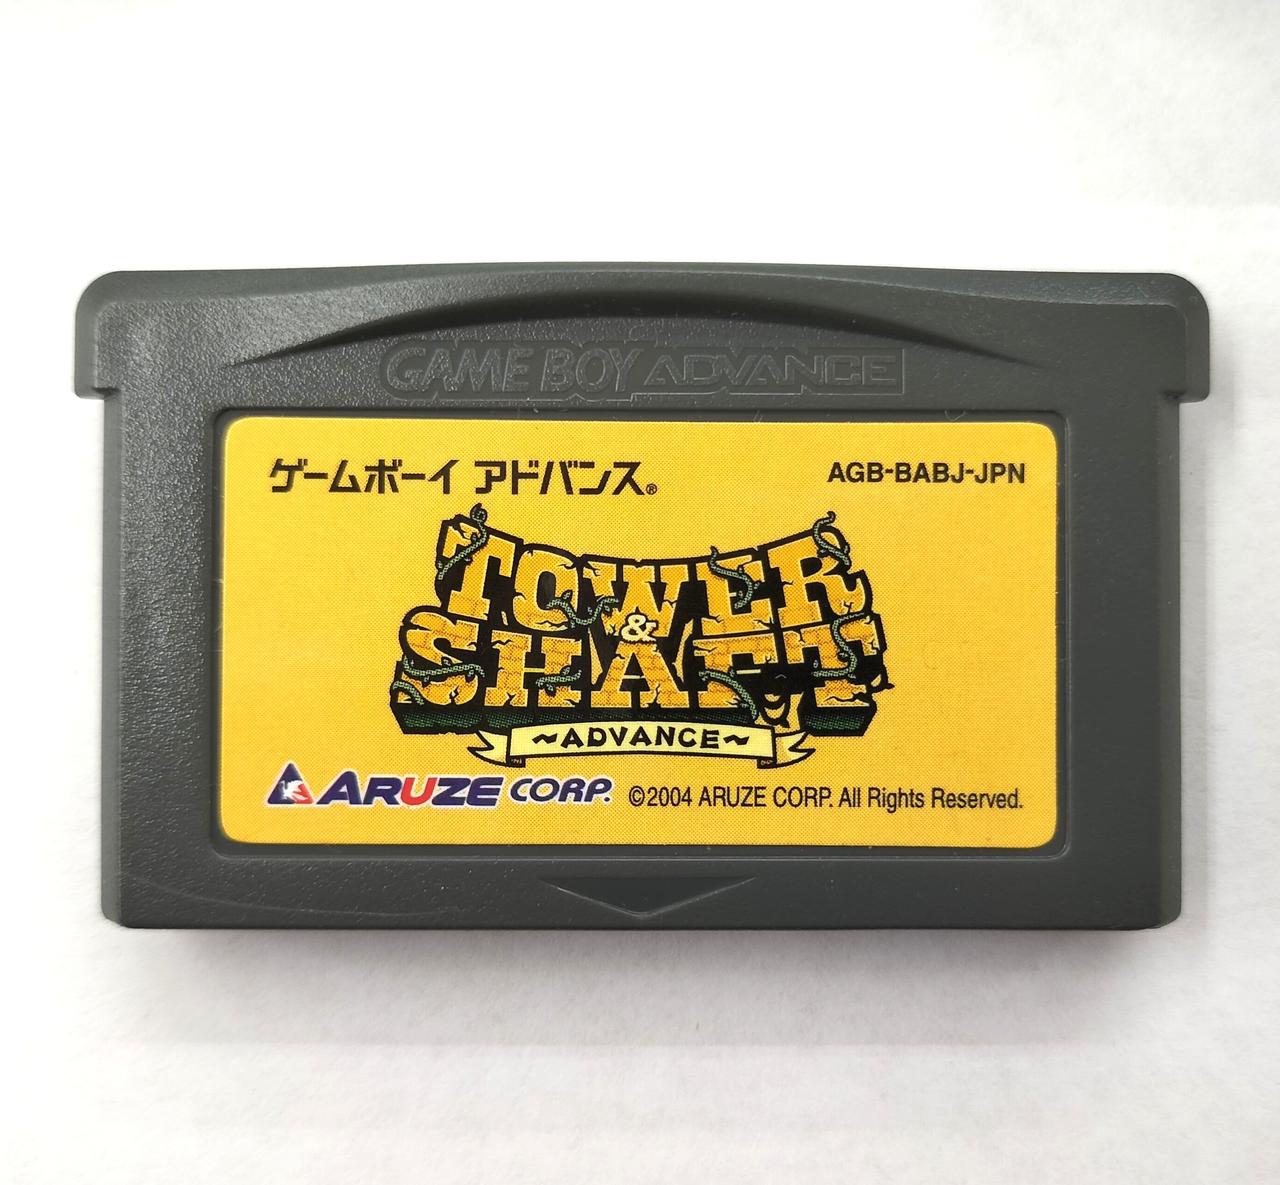 GAME BOY ADVANCE
ゲームボーイ アドバンス®
AGB-BABJ-JPN
TOWER
&
SHAFT
~ADVANCE~
ARUZE CORP.
©2004 ARUZE CORP. All Rights Reserved.